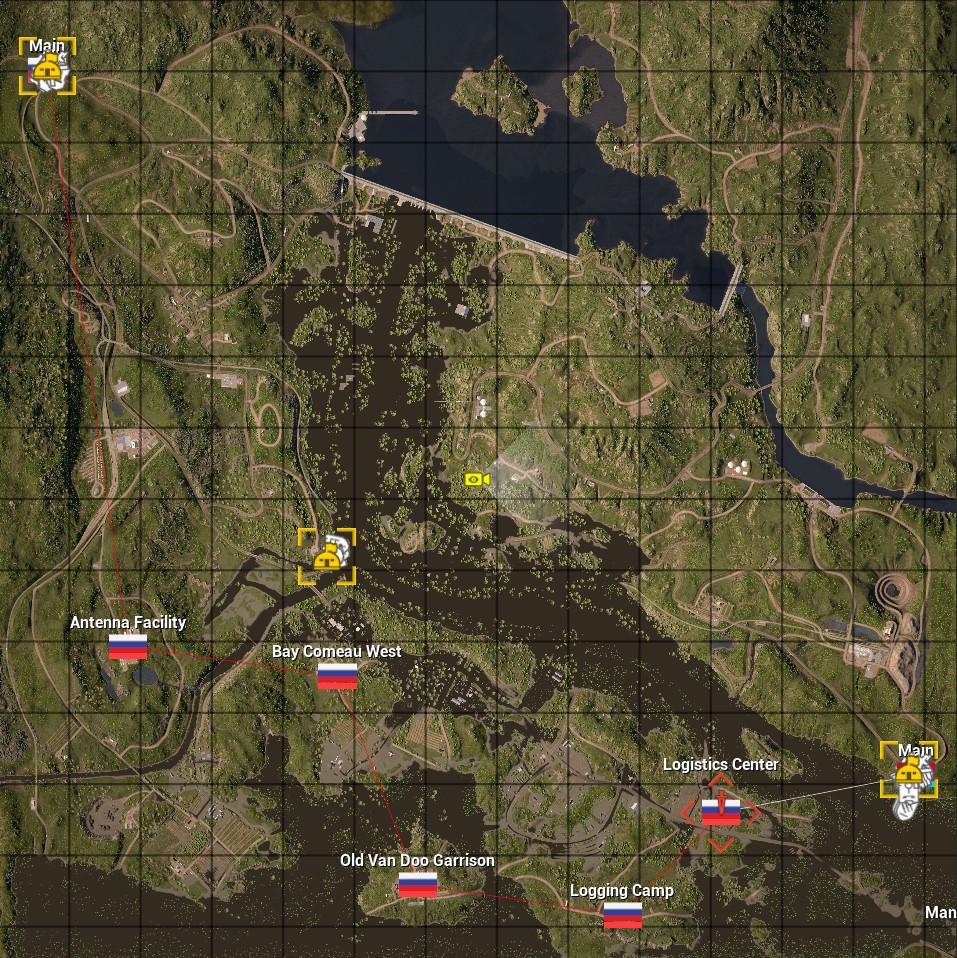 Main
Antenna Facility
Bay Comeau West
Main
Logistics Center
Old Van Doo Garrison
Logging Camp
Man